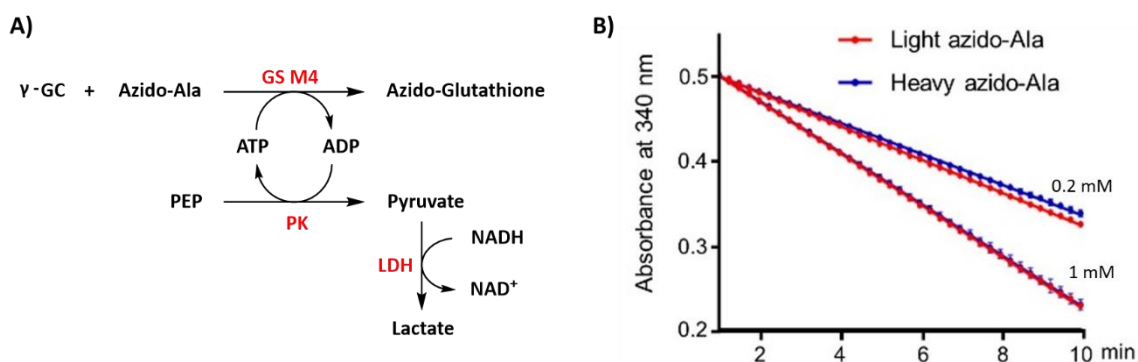 A)
γ-GC + Azido-Ala GS M4 Azido-Glutathione
ATP ADP
PEP PK Pyruvate
LDH NADH
NAD⁺
Lactate
B)
Light azido-Ala
Heavy azido-Ala
Absorbance at 340 nm
0.5
0.4
0.3
0.2
0.2 mM
1 mM
2 4 6 8 10 min